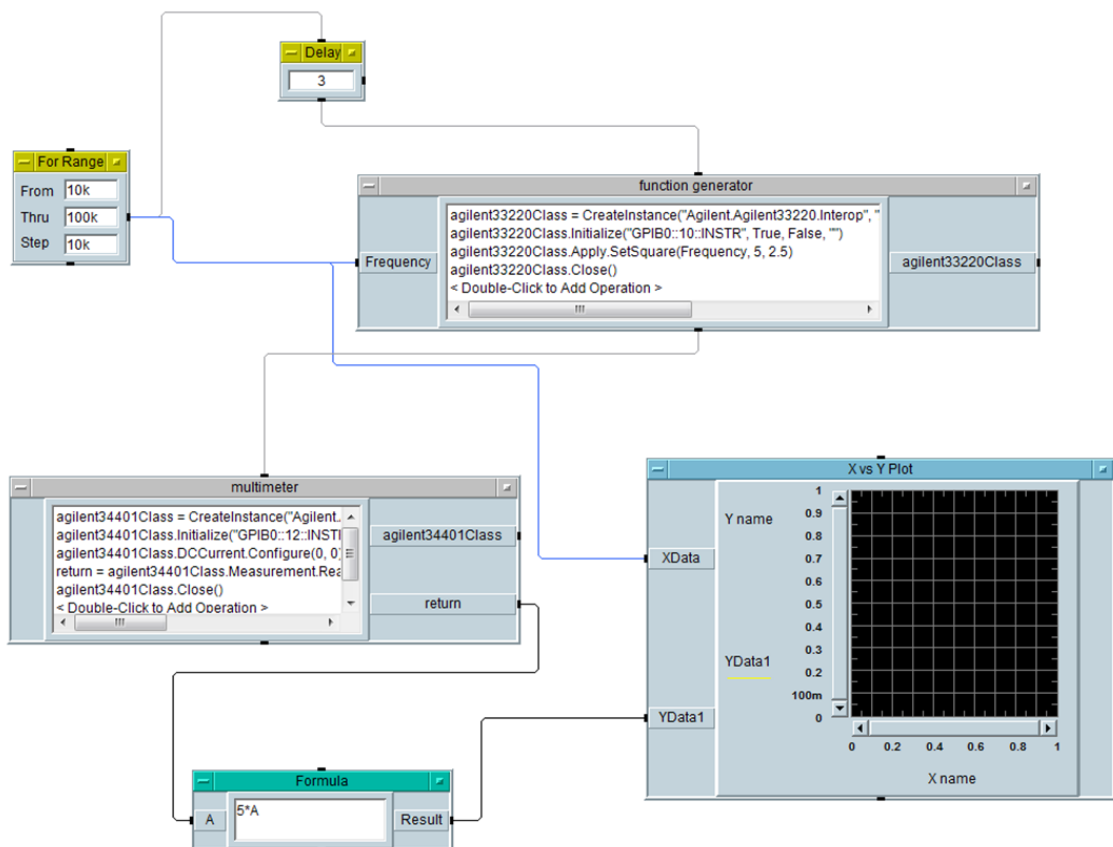 Delay
3
For Range
From 10k
Thru 100k
Step 10k
function generator
Frequency
agilent33220Class = CreateInstance("Agilent.Agilent33220.Interop", "
agilent33220Class.Initialize("GPIB0::10::INSTR", True, False, "")
agilent33220Class.Apply.SetSquare(Frequency, 5, 2.5)
agilent33220Class.Close()
< Double-Click to Add Operation >
agilent33220Class
multimeter
agilent34401Class = CreateInstance("Agilent.
agilent34401Class.Initialize("GPIB0::12::INSTI
agilent34401Class.DCCurrent.Configure(0, 0
return = agilent34401Class.Measurement.Rea
agilent34401Class.Close()
< Double-Click to Add Operation >
agilent34401Class
return
X vs Y Plot
XData
YData1
Y name
YData1
1
0.9
0.8
0.7
0.6
0.5
0.4
0.3
0.2
100m
0
0 0.2 0.4 0.6 0.8 1
X name
Formula
A
5*A
Result